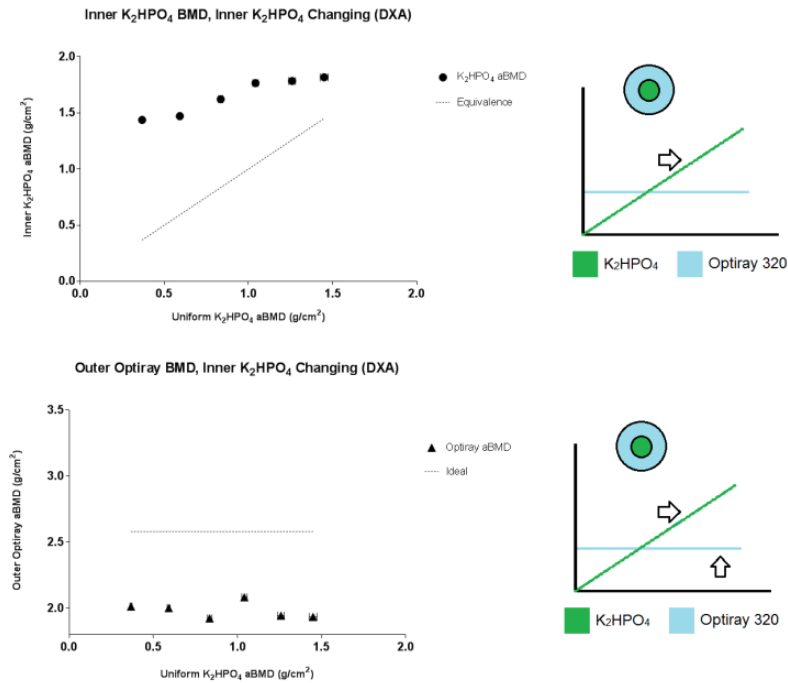 Inner K₂HPO₄ BMD, Inner K₂HPO₄ Changing (DXA)
2.0
1.5
1.0
0.5
0.0
Inner K₂HPO₄ aBMD (g/cm²)
0.0 0.5 1.0 1.5 2.0
Uniform K₂HPO₄ aBMD (g/cm²)
K₂HPO₄ aBMD
Equivalence
K₂HPO₄ Optiray 320
Outer Optiray BMD, Inner K₂HPO₄ Changing (DXA)
3.5
3.0
2.5
2.0
Outer Optiray aBMD (g/cm²)
0.0 0.5 1.0 1.5 2.0
Uniform K₂HPO₄ aBMD (g/cm²)
Optiray aBMD
Ideal
K₂HPO₄ Optiray 320